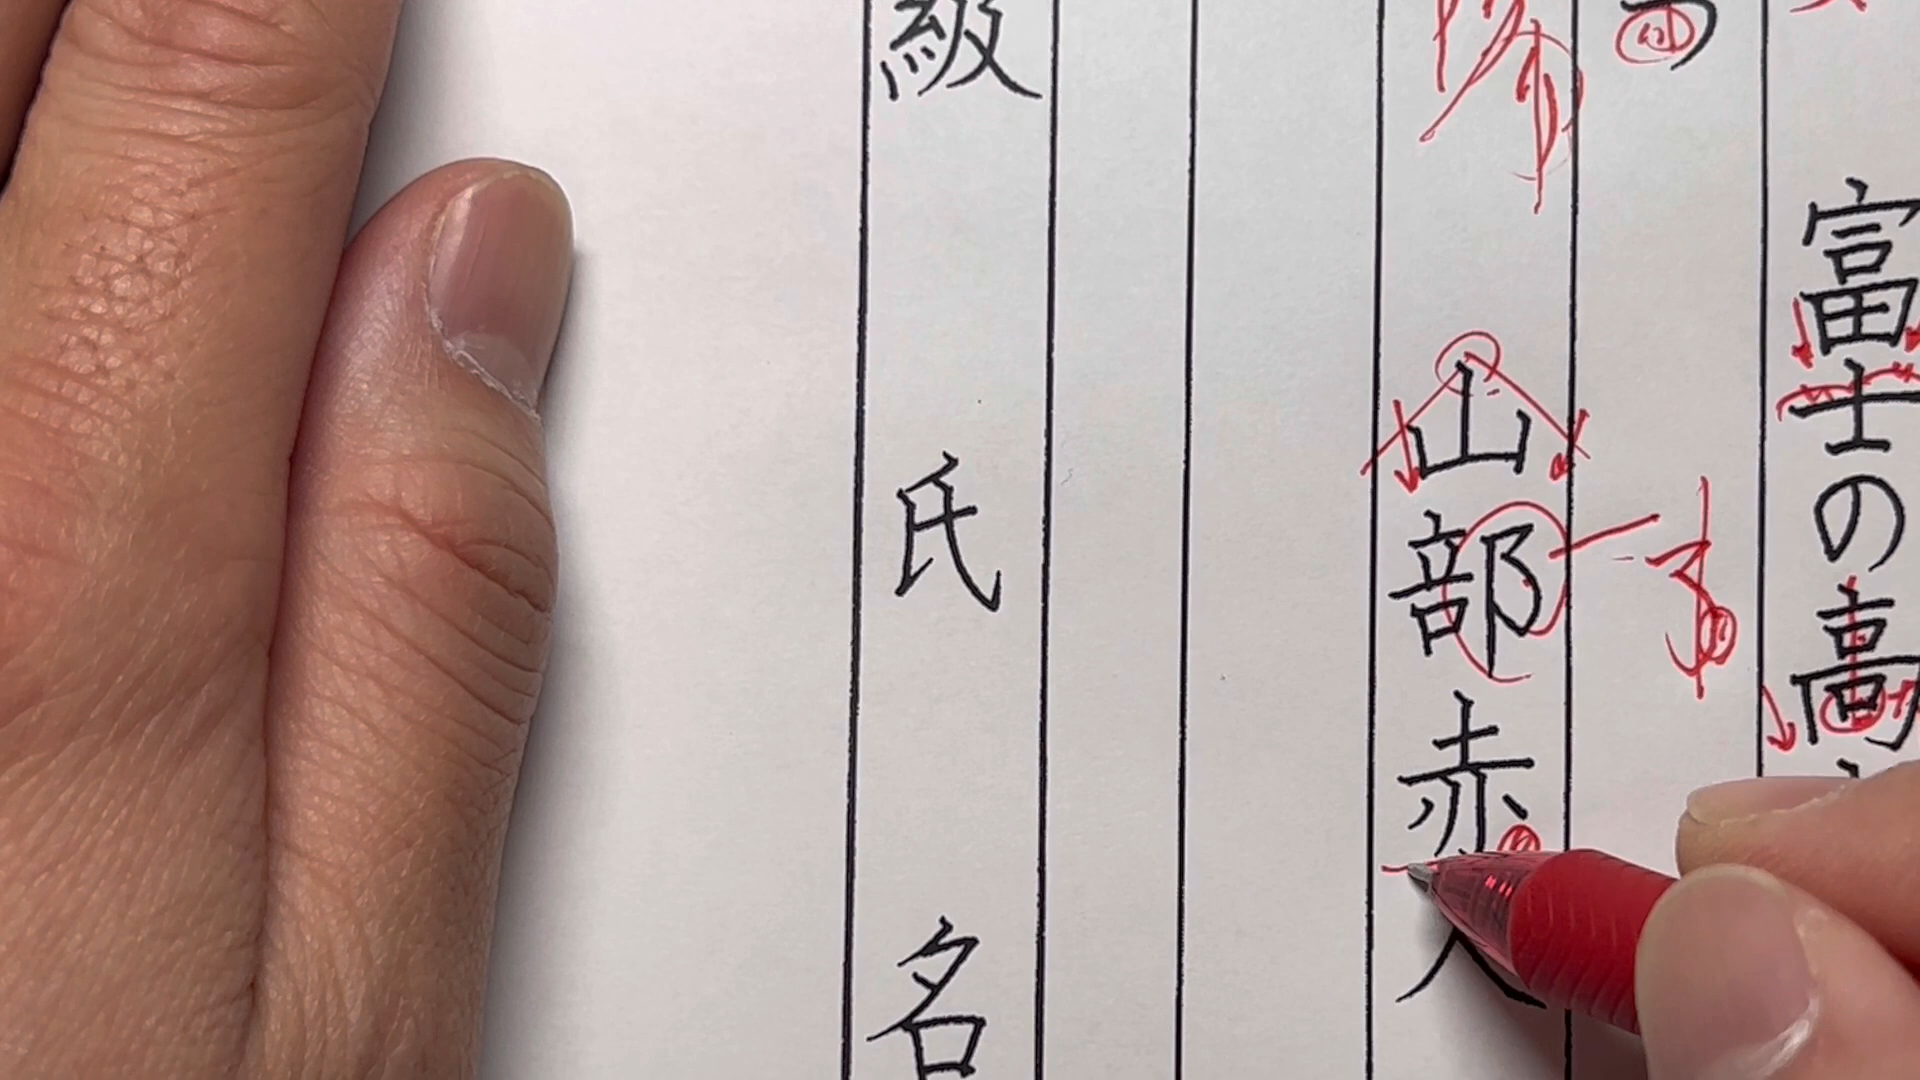 富士の高
山部赤人
級 氏 名